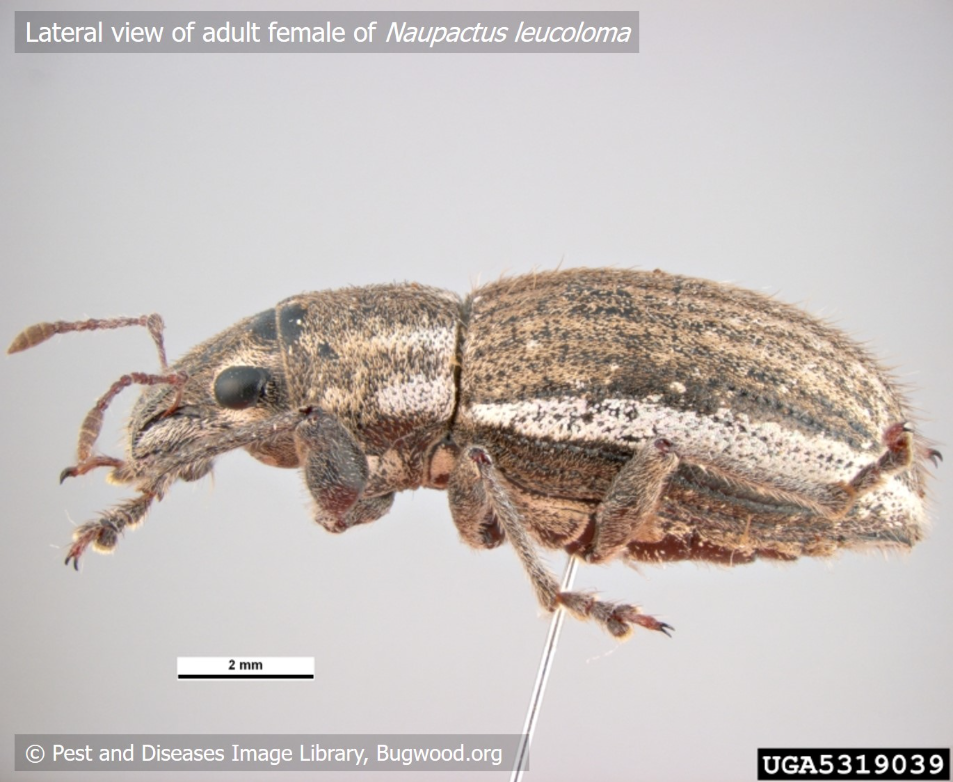 Lateral view of adult female of Naupactus leucoloma
2 mm
© Pest and Diseases Image Library, Bugwood.org
UGA5319039